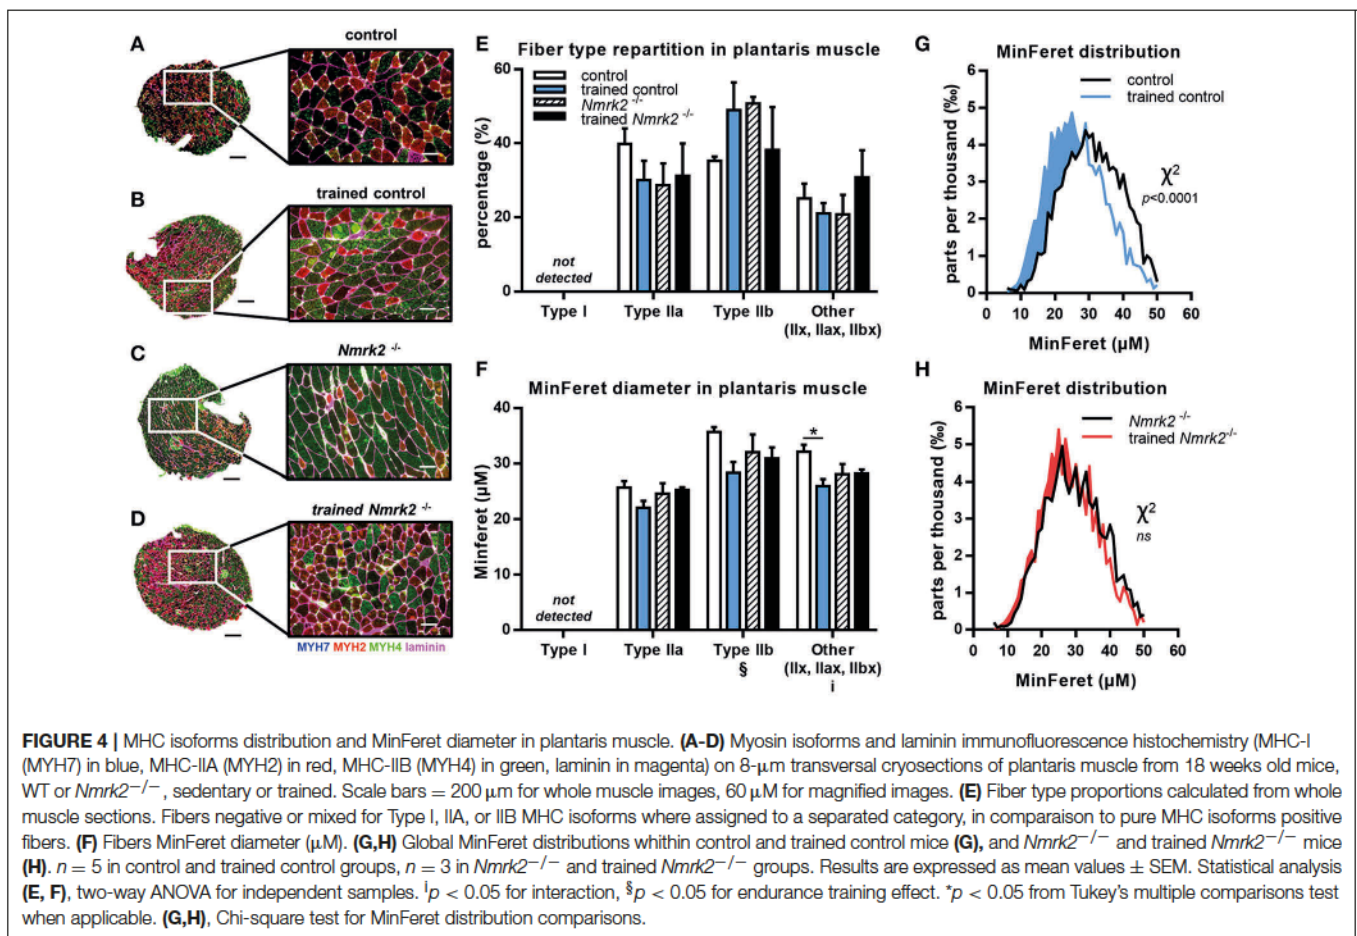 A
control
B
trained control
C
Nmrk2 -/-
D
trained Nmrk2 -/-
MYH7 MYH2 MYH4 laminin
E
Fiber type repartition in plantaris muscle
control
trained control
Nmrk2 -/-
trained Nmrk2 -/-
percentage (%)
60
40
20
0
not
detected
Type I
Type IIa
Type IIb
Other
(IIx, IIax, IIbx)
F
MinFeret diameter in plantaris muscle
Minferet (µM)
40
30
20
10
0
*
not
detected
Type I
Type IIa
Type IIb
§
Other
(IIx, IIax, IIbx)
i
G
MinFeret distribution
control
trained control
parts per thousand (‰)
6
5
4
3
2
1
0
χ2
p<0.0001
0 10 20 30 40 50 60
MinFeret (µM)
H
MinFeret distribution
Nmrk2 -/-
trained Nmrk2-/-
parts per thousand (‰)
6
5
4
3
2
1
0
χ2
ns
0 10 20 30 40 50 60
MinFeret (µM)
FIGURE 4 | MHC isoforms distribution and MinFeret diameter in plantaris muscle. (A-D) Myosin isoforms and laminin immunofluorescence histochemistry (MHC-I
(MYH7) in blue, MHC-IIA (MYH2) in red, MHC-IIB (MYH4) in green, laminin in magenta) on 8-µm transversal cryosections of plantaris muscle from 18 weeks old mice,
WT or Nmrk2−/−, sedentary or trained. Scale bars = 200 µm for whole muscle images, 60 µM for magnified images. (E) Fiber type proportions calculated from whole
muscle sections. Fibers negative or mixed for Type I, IIA, or IIB MHC isoforms where assigned to a separated category, in comparaison to pure MHC isoforms positive
fibers. (F) Fibers MinFeret diameter (µM). (G,H) Global MinFeret distributions whithin control and trained control mice (G), and Nmrk2−/− and trained Nmrk2−/− mice
(H). n = 5 in control and trained control groups, n = 3 in Nmrk2−/− and trained Nmrk2−/− groups. Results are expressed as mean values ± SEM. Statistical analysis
(E, F), two-way ANOVA for independent samples. ip < 0.05 for interaction, §p < 0.05 for endurance training effect. *p < 0.05 from Tukey's multiple comparisons test
when applicable. (G,H), Chi-square test for MinFeret distribution comparisons.